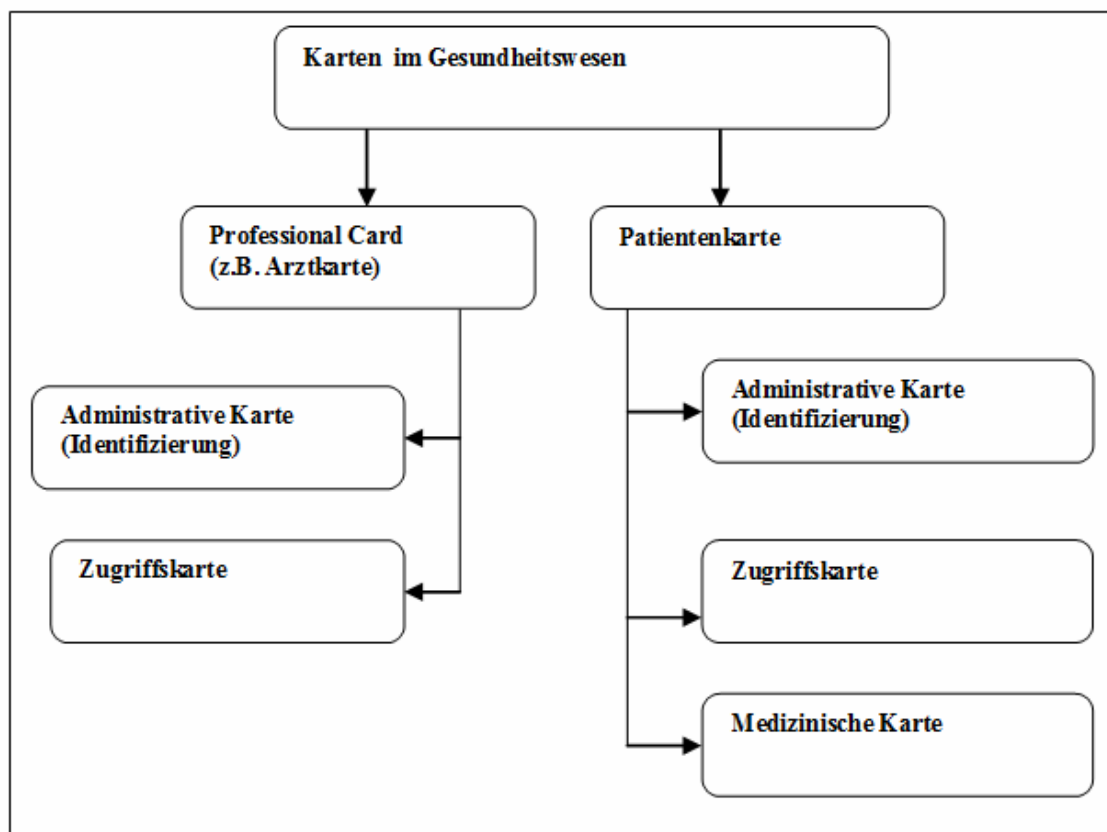 Karten im Gesundheitswesen
Professional Card
(z.B. Arztkarte)
Patientenkarte
Administrative Karte
(Identifizierung)
Zugriffskarte
Administrative Karte
(Identifizierung)
Zugriffskarte
Medizinische Karte